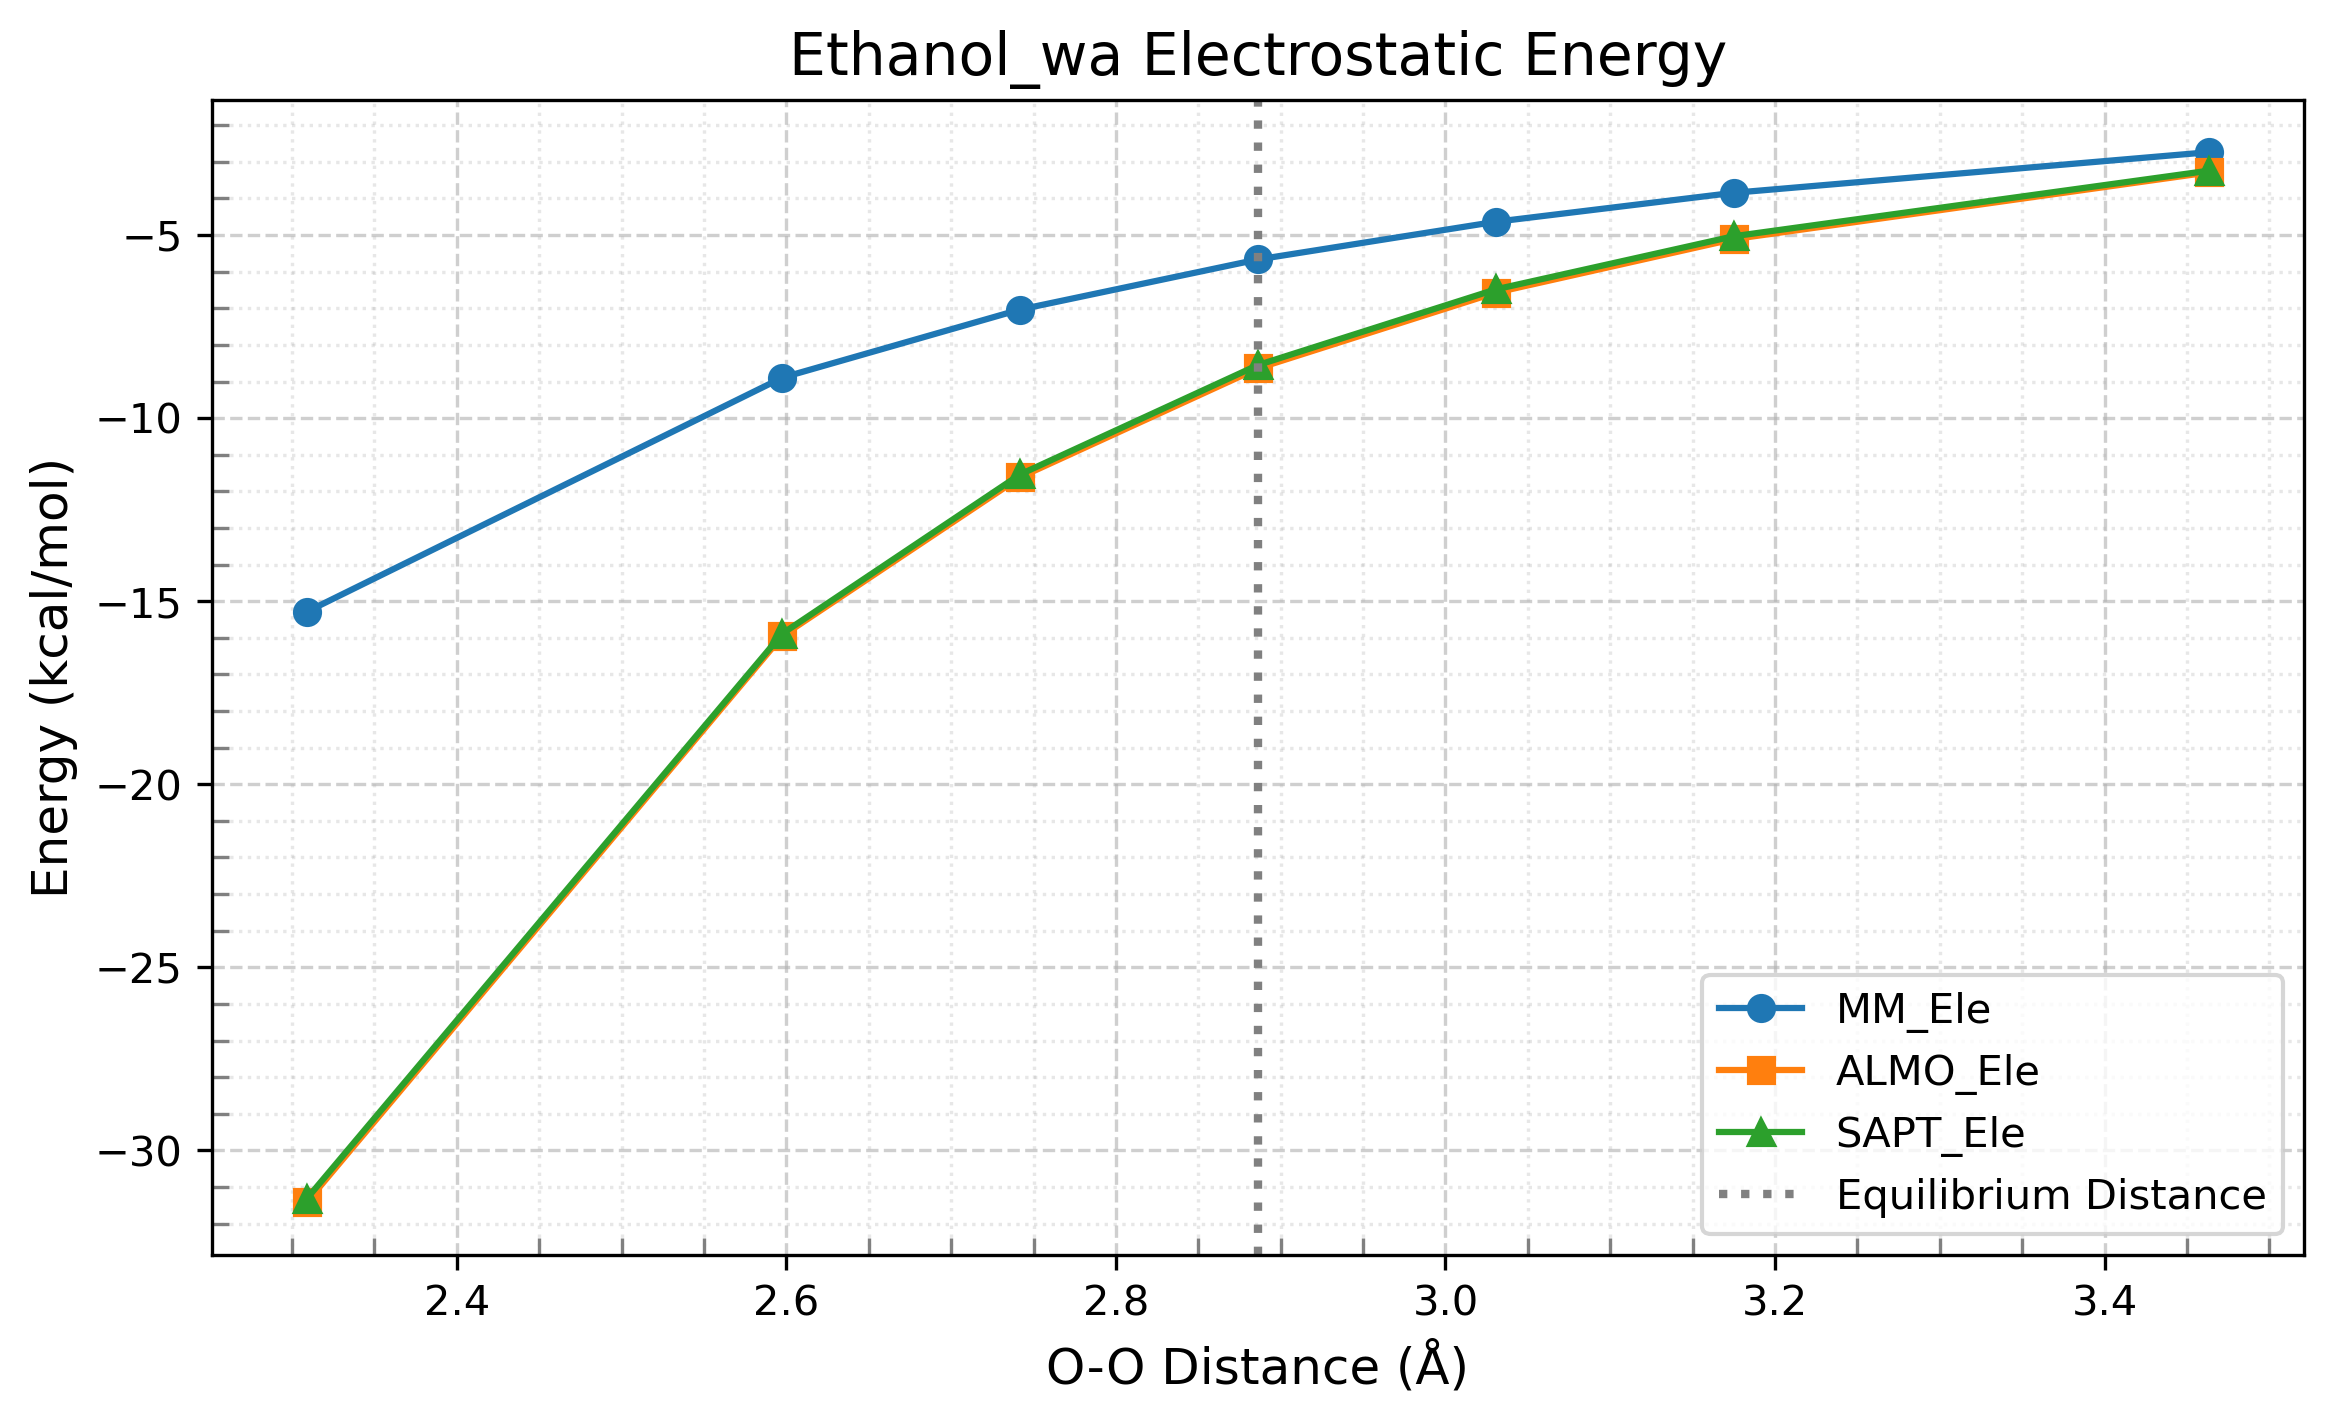 Ethanol_wa Electrostatic Energy
Energy (kcal/mol)
−5
−10
−15
−20
−25
−30
MM_Ele
ALMO_Ele
SAPT_Ele
Equilibrium Distance
2.4 2.6 2.8 3.0 3.2 3.4
O-O Distance (Å)